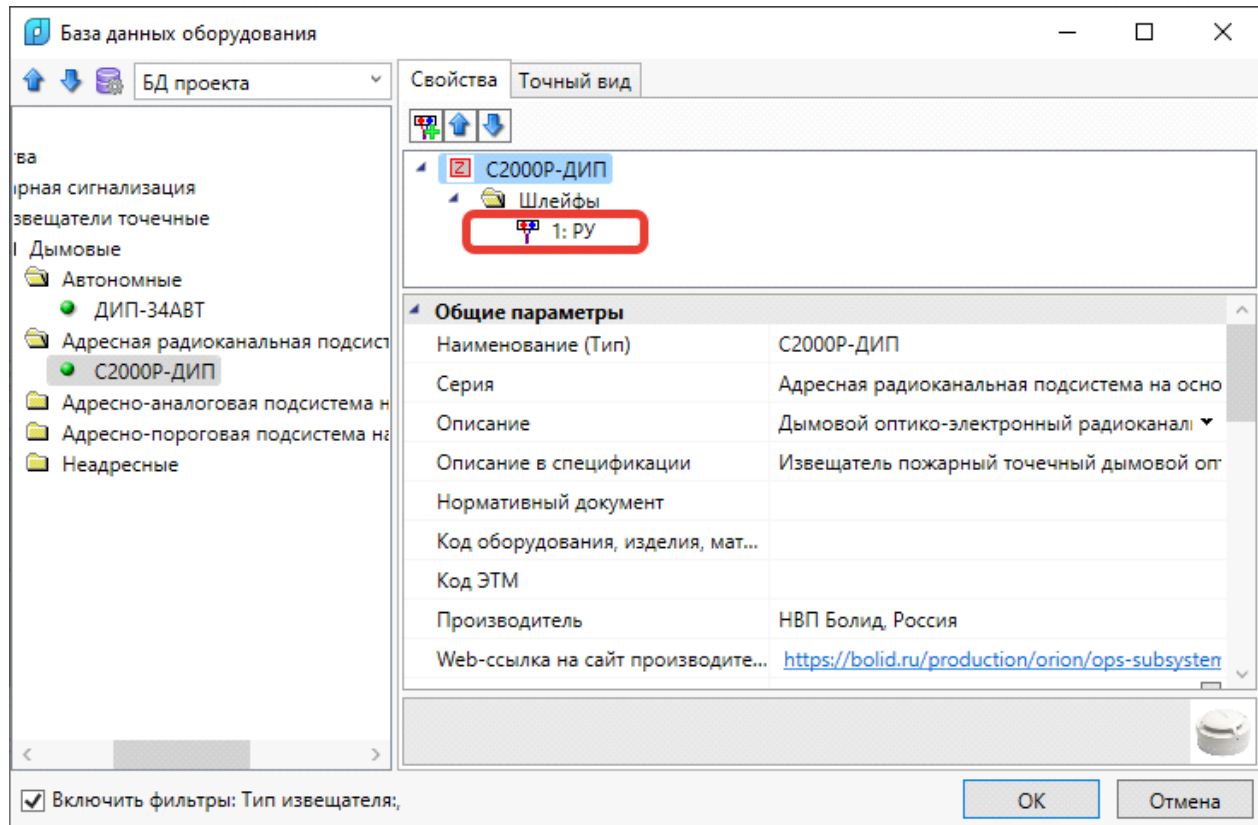 База данных оборудования
БД проекта
ва
рная сигнализация
звещатели точечные
Дымовые
Автономные
ДИП-34АВТ
Адресная радиоканальная подсист
С2000Р-ДИП
Адресно-аналоговая подсистема н
Адресно-пороговая подсистема на
Неадресные
Свойства Точный вид
С2000Р-ДИП
Шлейфы
1: РУ
Общие параметры
Наименование (Тип) С2000Р-ДИП
Серия Адресная радиоканальная подсистема на осно
Описание Дымовой оптико-электронный радиоканал
Описание в спецификации Извещатель пожарный точечный дымовой оп
Нормативный документ
Код оборудования, изделия, мат...
Код ЭТМ
Производитель НВП Болид, Россия
Web-ссылка на сайт производите... https://bolid.ru/production/orion/ops-subsystem
Включить фильтры: Тип извещателя:,
ОК Отмена